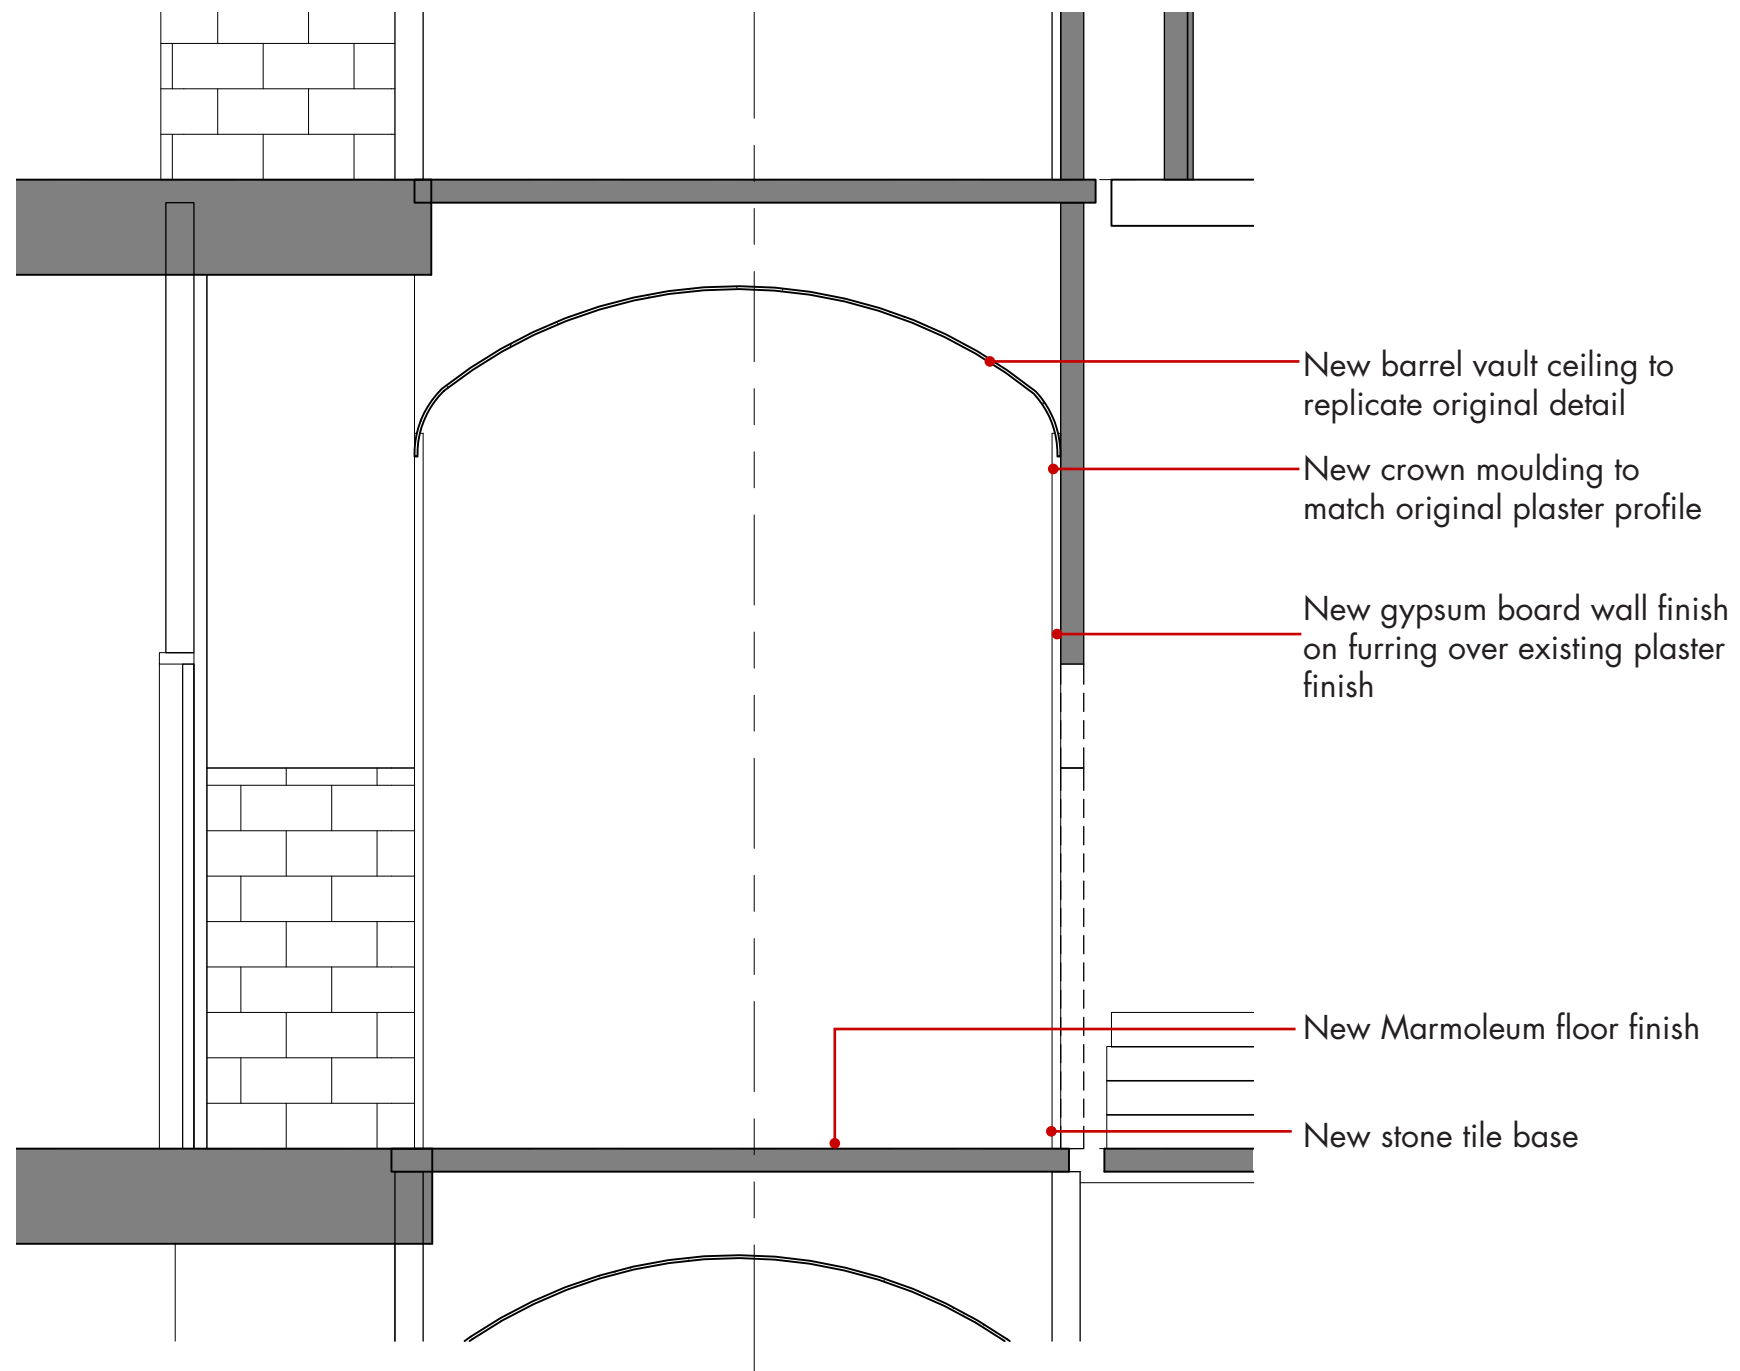 New barrel vault ceiling to
replicate original detail
New crown moulding to
match original plaster profile
New gypsum board wall finish
on furring over existing plaster
finish
New Marmoleum floor finish
New stone tile base